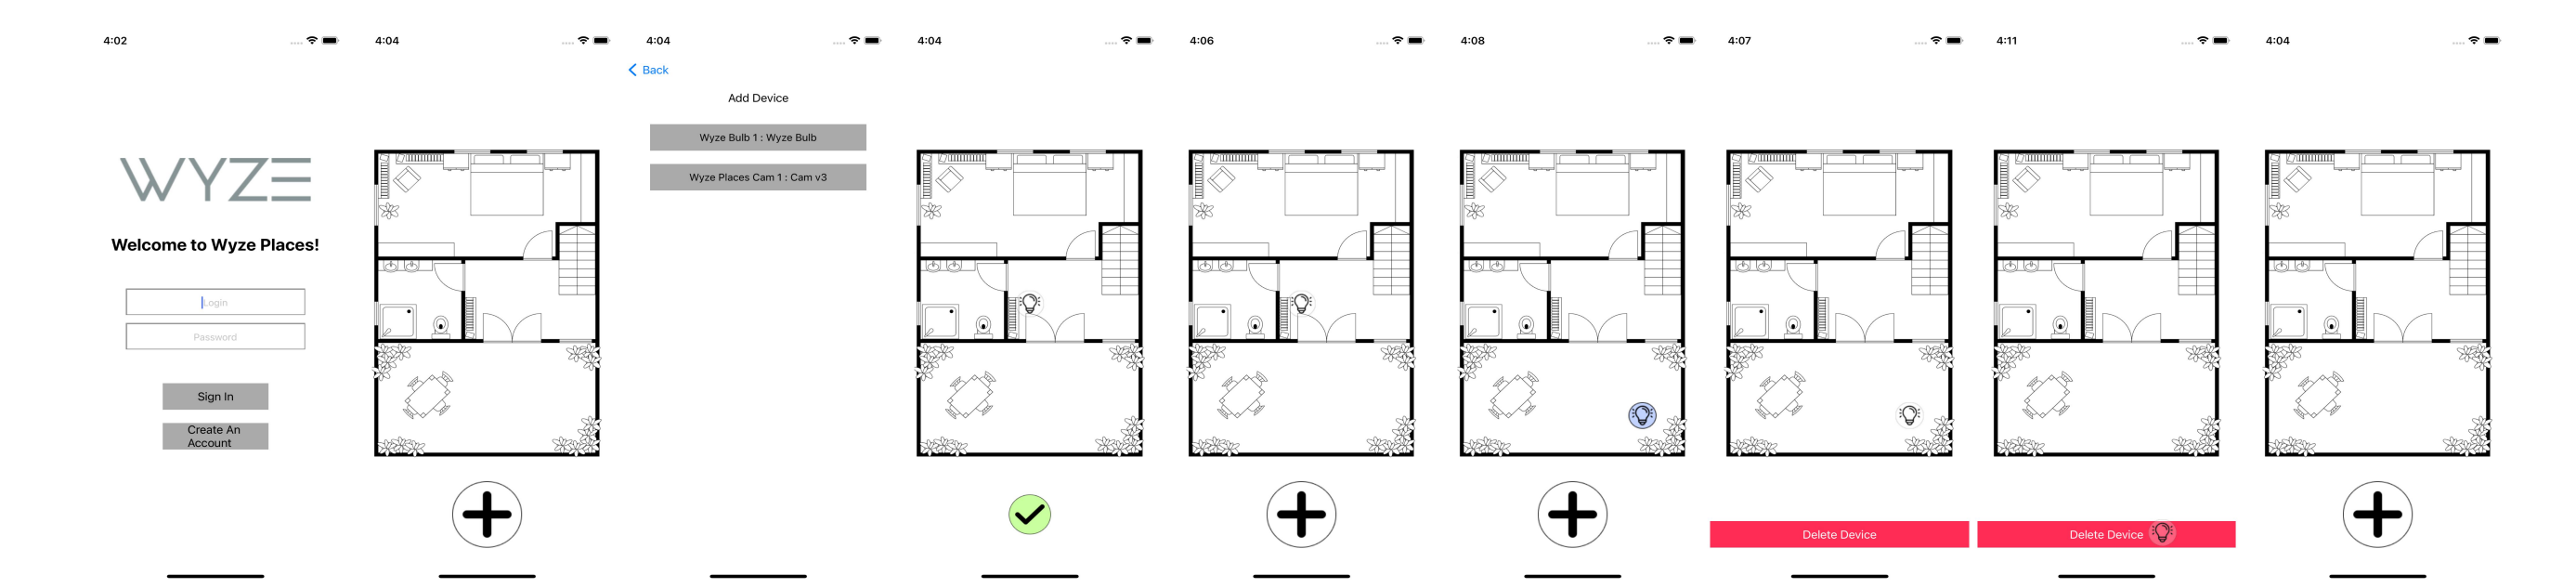 4:02
WYZE
Welcome to Wyze Places!
Login
Password
Sign In
Create An
Account
4:04
4:04
Back
Add Device
Wyze Bulb 1 : Wyze Bulb
Wyze Places Cam 1 : Cam v3
4:04
4:06
4:08
4:07
Delete Device
4:11
Delete Device
4:04